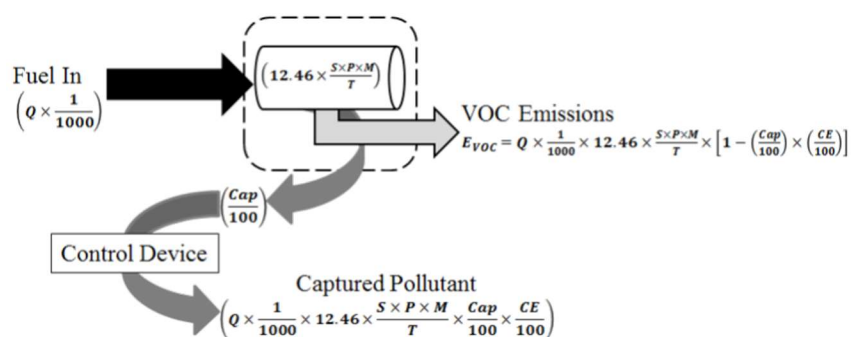 Fuel In
(Q × 1/1000)
(12.46 × S×P×M/T)
VOC Emissions
E_VOC = Q × 1/1000 × 12.46 × S×P×M/T × [1 − (Cap/100) × (CE/100)]
(Cap/100)
Control Device
Captured Pollutant
(Q × 1/1000 × 12.46 × S × P × M/T × Cap/100 × CE/100)